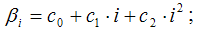 βᵢ = c₀ + c₁ · i + c₂ · i² ;